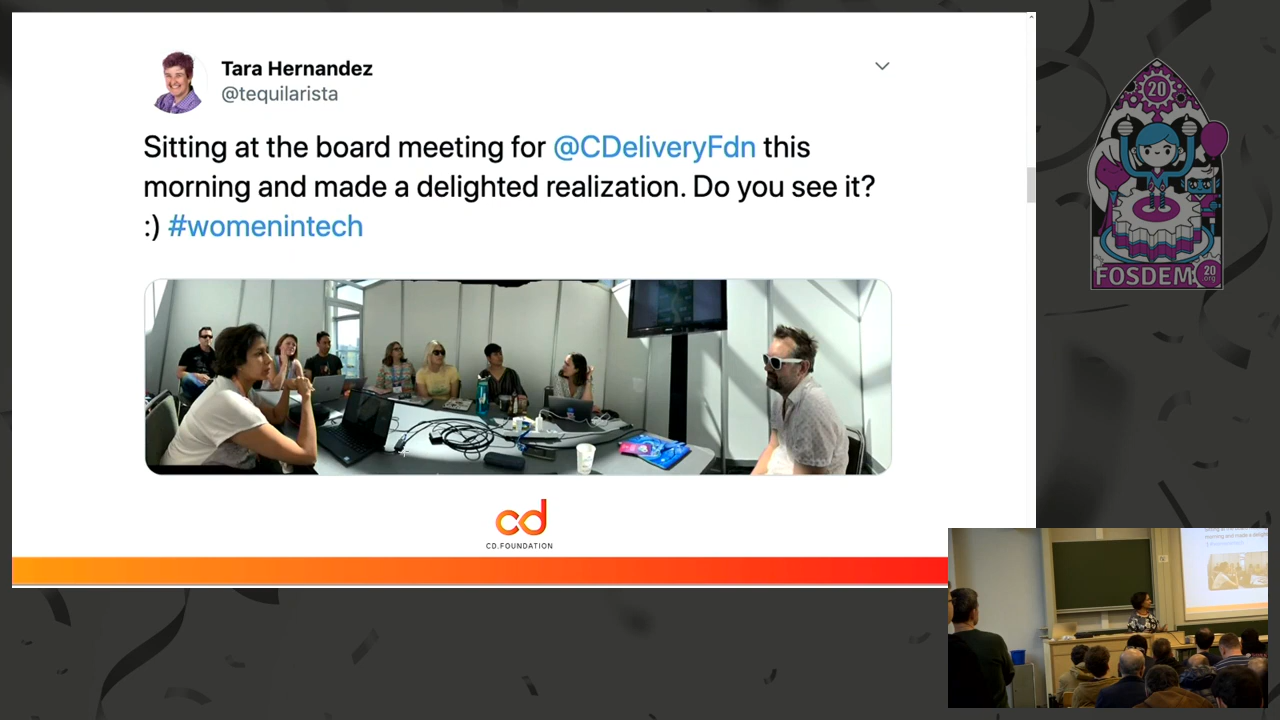 Tara Hernandez
@tequilarista
Sitting at the board meeting for @CDeliveryFdn this
morning and made a delighted realization. Do you see it?
:) #womenintech
cd
CD.FOUNDATION
20
FOSDEM
20
org